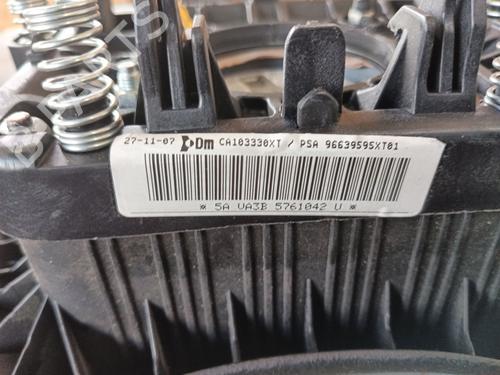 27-11-07 Dm CA103330XT / PSA 96639595XT01
* 5A VA3B 5761042 U *